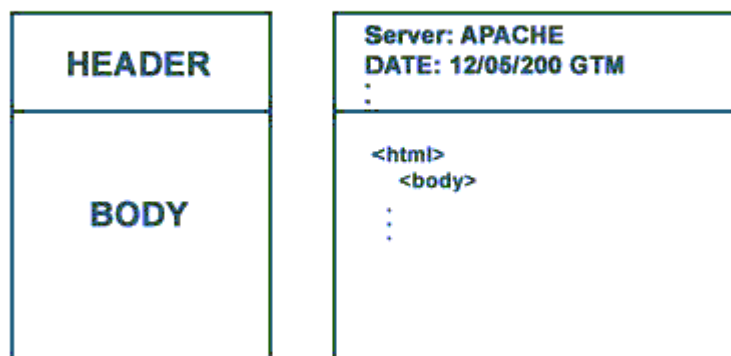 HEADER
BODY
Server: APACHE
DATE: 12/05/200 GTM
:
:
<html>
<body>
:
: